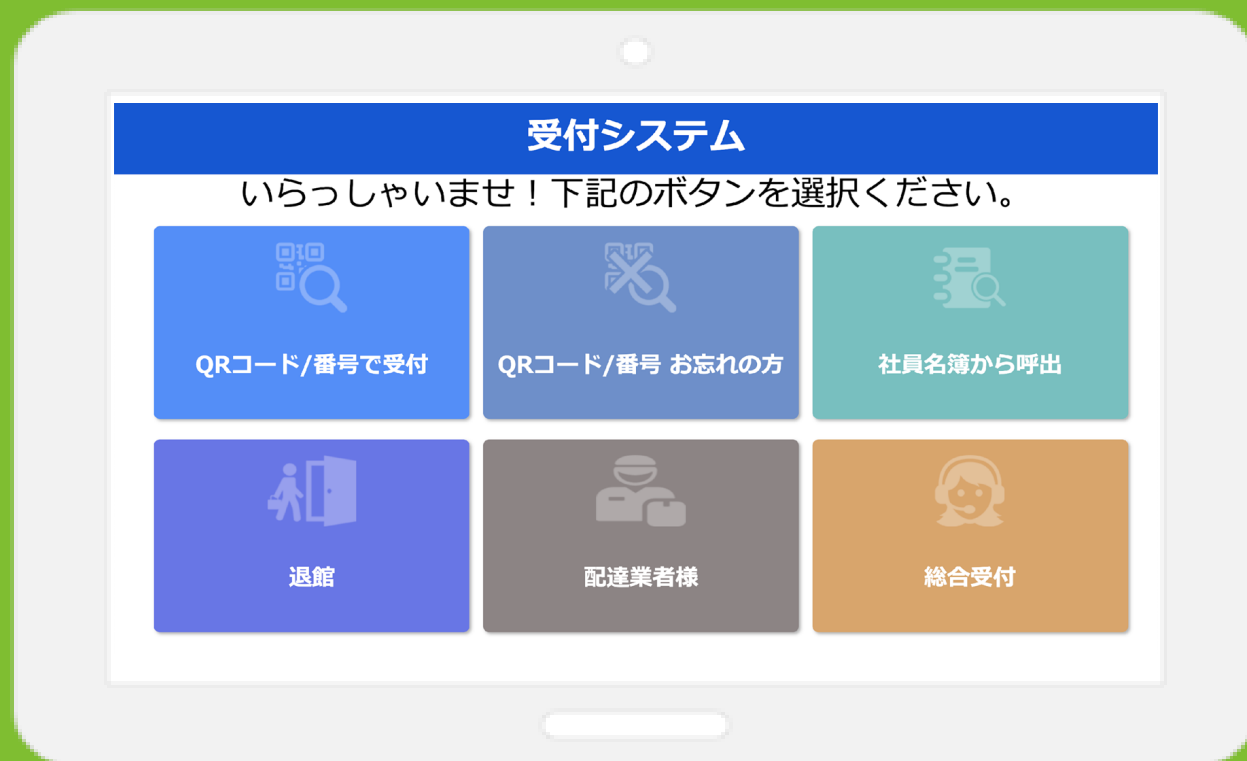 受付システム
いらっしゃいませ！下記のボタンを選択ください。
QRコード/番号で受付
QRコード/番号 お忘れの方
社員名簿から呼出
退館
配達業者様
総合受付